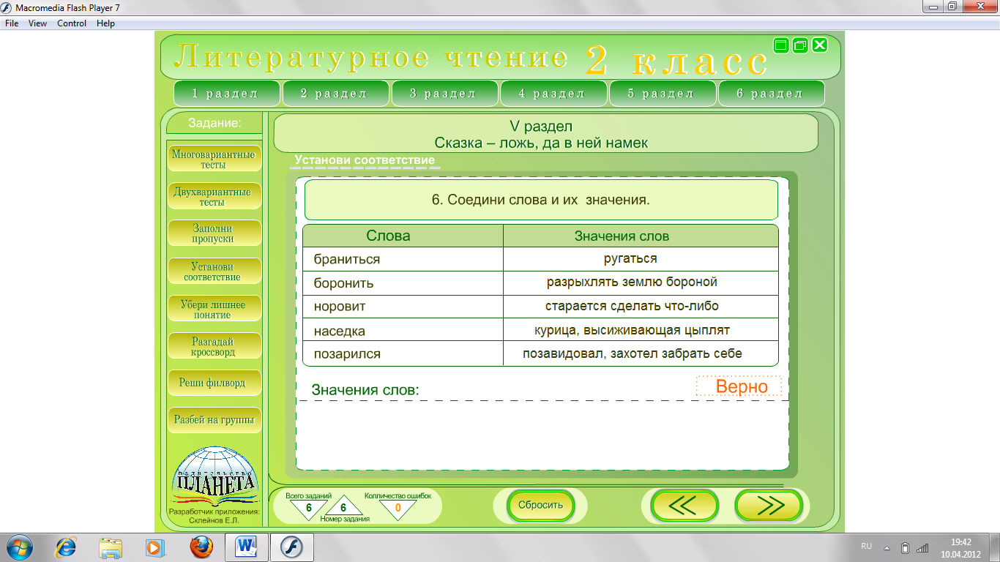 Macromedia Flash Player 7
File View Control Help
Литературное чтение 2 класс
1 раздел 2 раздел 3 раздел 4 раздел 5 раздел 6 раздел
Задание:
Многовариантные
тесты
Двухвариантные
тесты
Заполни
пропуски
Установи
соответствие
Убери лишнее
понятие
Разгадай
кроссворд
Реши филворд
Разбей на группы
издательство
ПЛАНЕТА
Разработчик приложения:
Склейнов Е.Л.
V раздел
Сказка – ложь, да в ней намек
Установи соответствие
6. Соедини слова и их значения.
Слова Значения слов
браниться ругаться
боронить разрыхлять землю бороной
норовит старается сделать что-либо
наседка курица, высиживающая цыплят
позарился позавидовал, захотел забрать себе
Значения слов: Верно
Всего заданий Колличество ошибок
6 6 0
Номер задания
Сбросить
RU 19:42
10.04.2012